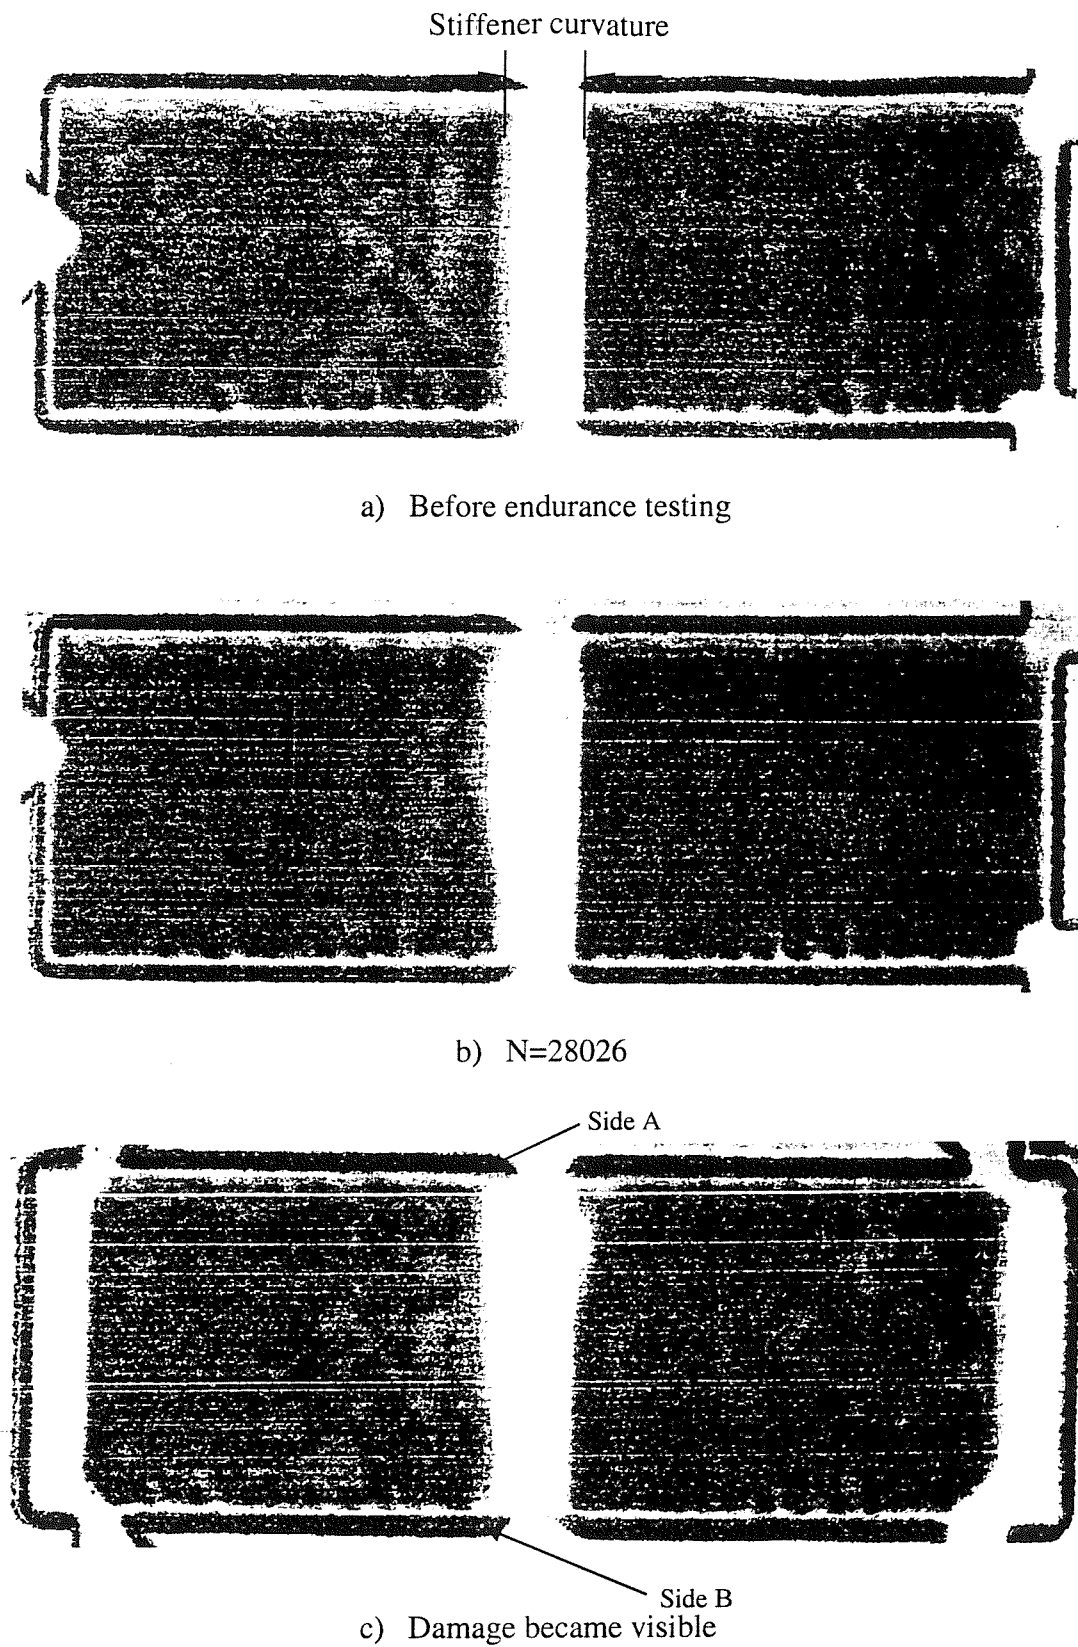 Stiffener curvature
a) Before endurance testing
b) N=28026
Side A
Side B
c) Damage became visible